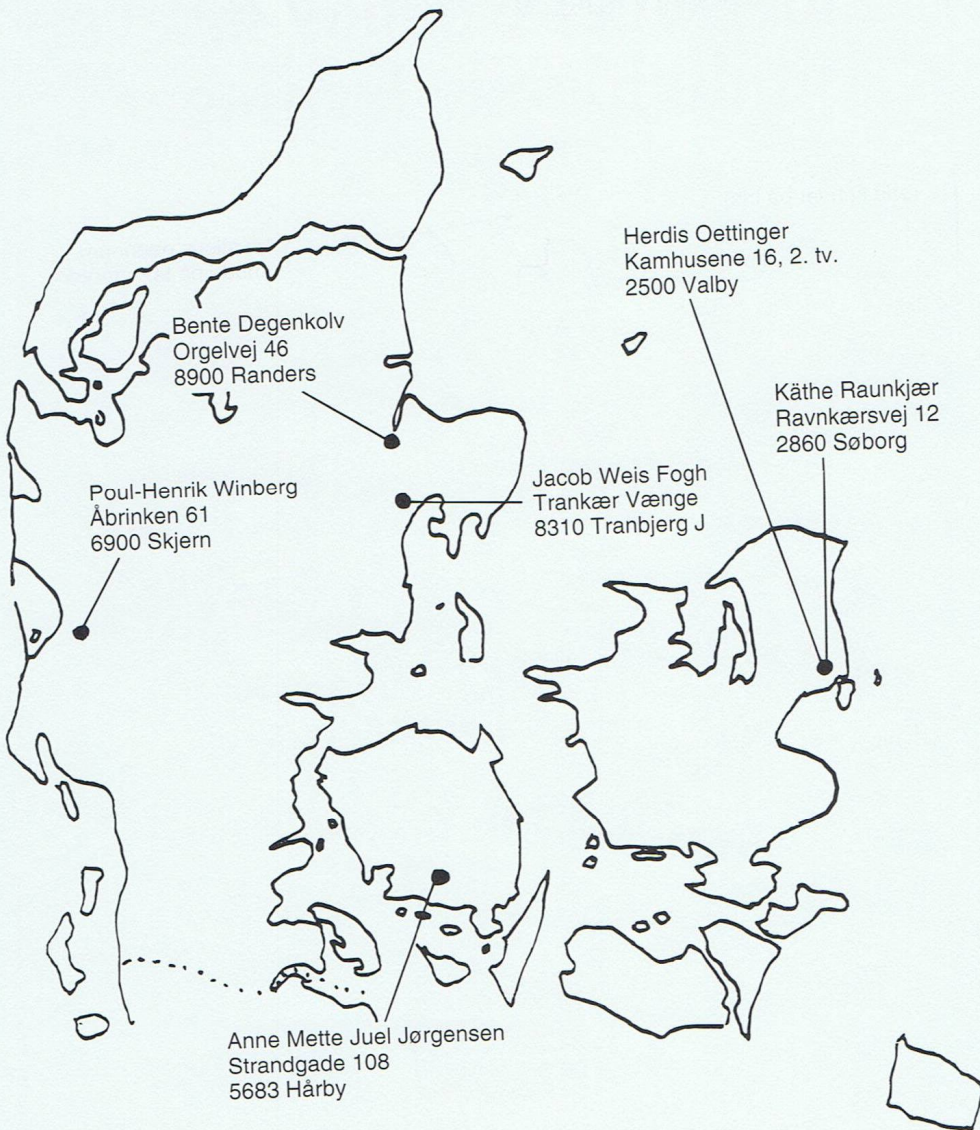 Herdis Oettinger
Kamhusene 16, 2. tv.
2500 Valby
Bente Degenkolv
Orgelvej 46
8900 Randers
Käthe Raunkjær
Ravnkærsvej 12
2860 Søborg
Jacob Weis Fogh
Trankær Vænge
8310 Tranbjerg J
Poul-Henrik Winberg
Åbrinken 61
6900 Skjern
Anne Mette Juel Jørgensen
Strandgade 108
5683 Hårby